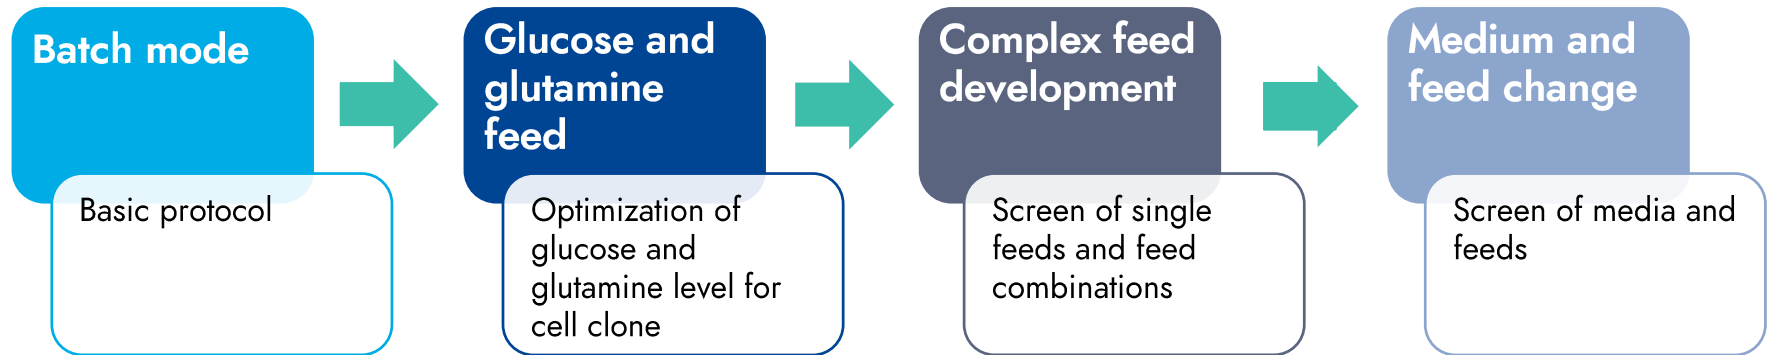 Batch mode
Basic protocol
Glucose and
glutamine
feed
Optimization of
glucose and
glutamine level for
cell clone
Complex feed
development
Screen of single
feeds and feed
combinations
Medium and
feed change
Screen of media and
feeds